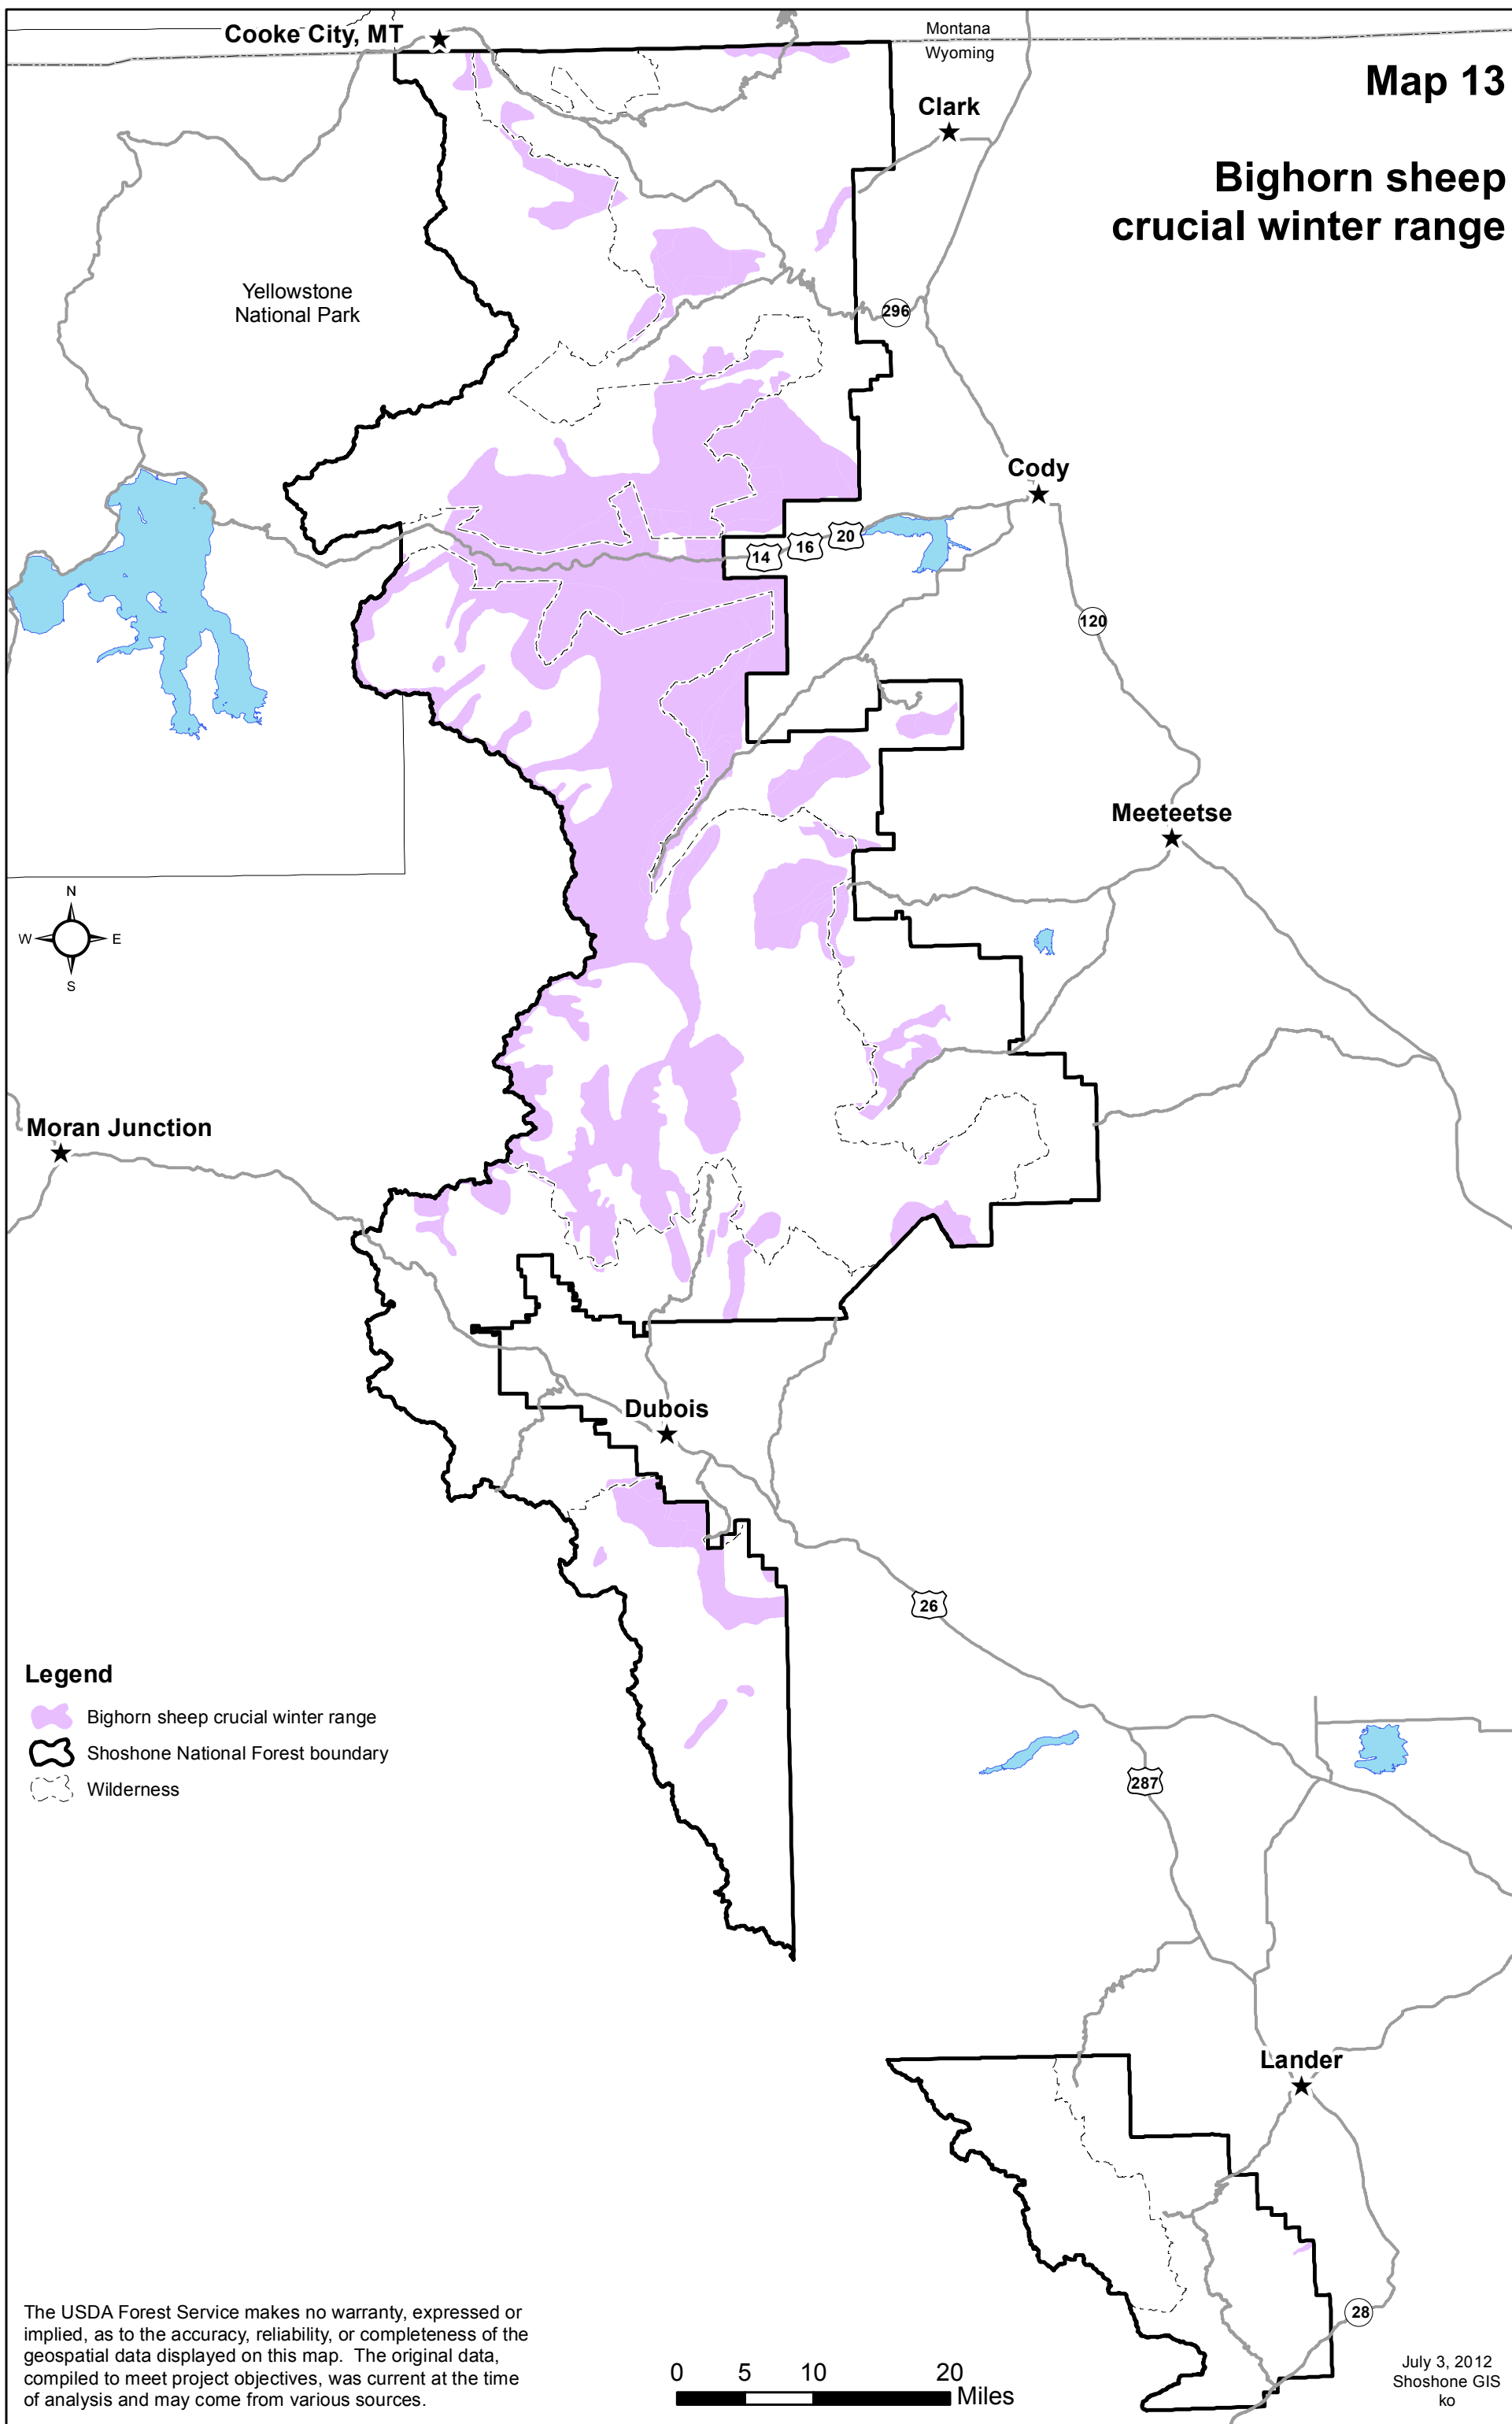 Cooke City, MT
Montana
Wyoming
Map 13
Clark
Bighorn sheep
crucial winter range
Yellowstone
National Park
296
Cody
14
16
20
120
Meeteetse
N
W
E
S
Moran Junction
Dubois
26
Legend
Bighorn sheep crucial winter range
Shoshone National Forest boundary
Wilderness
287
Lander
28
The USDA Forest Service makes no warranty, expressed or
implied, as to the accuracy, reliability, or completeness of the
geospatial data displayed on this map. The original data,
compiled to meet project objectives, was current at the time
of analysis and may come from various sources.
0 5 10 20
Miles
July 3, 2012
Shoshone GIS
ko